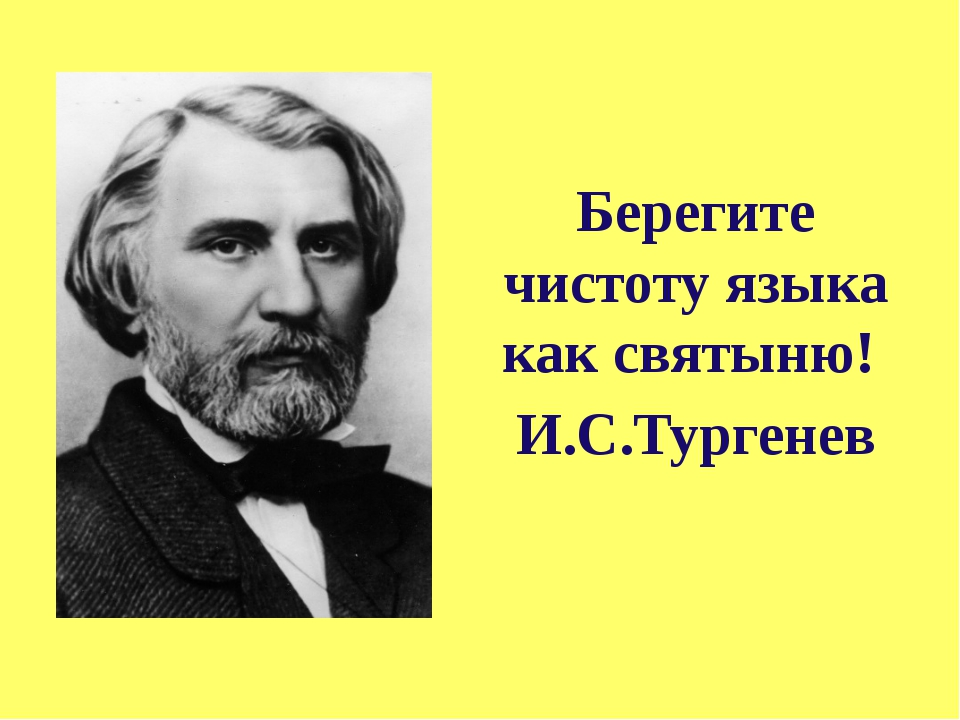 Берегите
чистоту языка
как святыню!
И.С.Тургенев